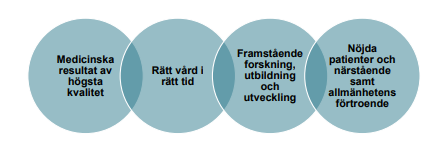 Medicinska
resultat av
högsta
kvalitet
Rätt vård i
rätt tid
Framstående
forskning,
utbildning
och
utveckling
Nöjda
patienter och
närstående
samt
allmänhetens
förtroende